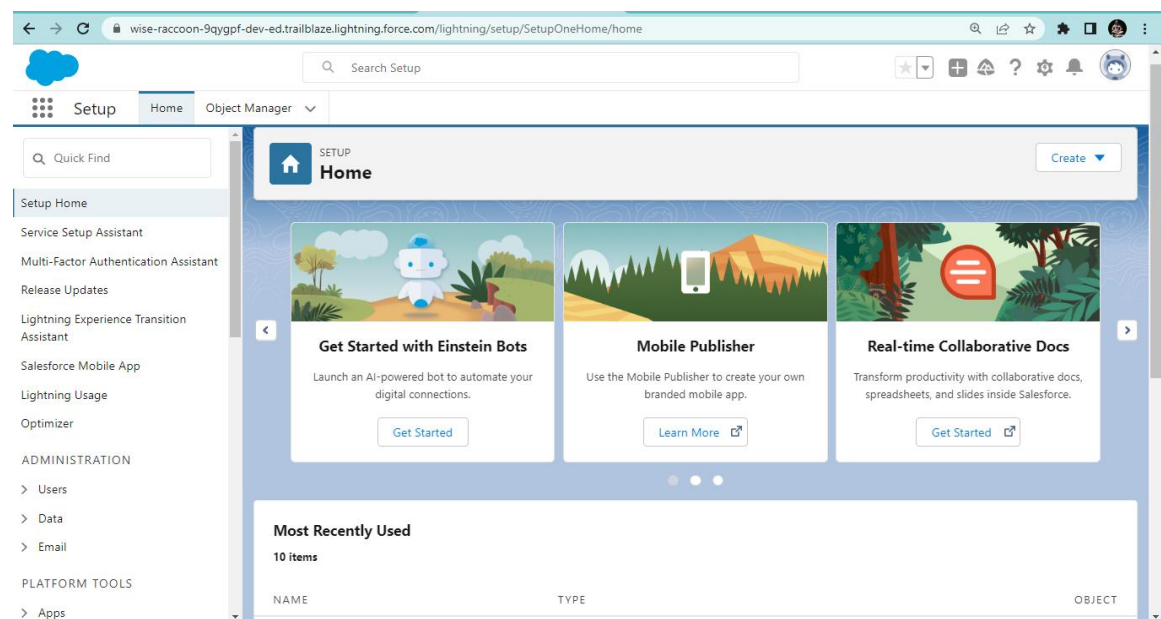 wise-raccoon-9qygpf-dev-ed.trailblaze.lightning.force.com/lightning/setup/SetupOneHome/home
Search Setup
Setup Home Object Manager
Quick Find
Setup Home
Service Setup Assistant
Multi-Factor Authentication Assistant
Release Updates
Lightning Experience Transition
Assistant
Salesforce Mobile App
Lightning Usage
Optimizer
ADMINISTRATION
Users
Data
Email
PLATFORM TOOLS
Apps
SETUP
Home
Create
Get Started with Einstein Bots
Launch an AI-powered bot to automate your
digital connections.
Get Started
Mobile Publisher
Use the Mobile Publisher to create your own
branded mobile app.
Learn More
Real-time Collaborative Docs
Transform productivity with collaborative docs,
spreadsheets, and slides inside Salesforce.
Get Started
Most Recently Used
10 items
NAME TYPE OBJECT